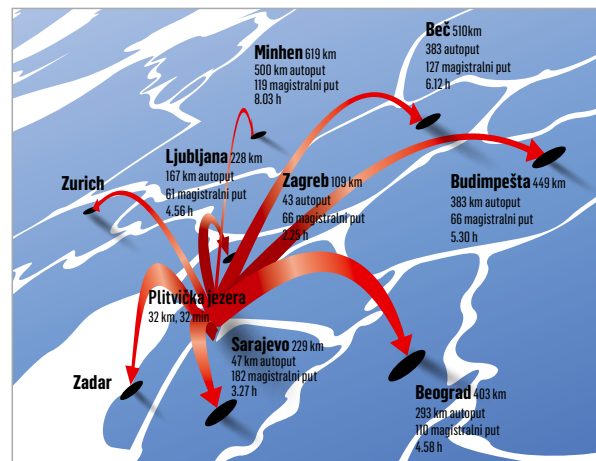 Beč 510km
383 autoput
127 magistralni put
6.12 h
Minhen 619 km
500 km autoput
119 magistralni put
8.03 h
Ljubljana 228 km
167 km autoput
61 magistralni put
4.56 h
Zagreb 109 km
43 autoput
66 magistralni put
2.25 h
Budimpešta 449 km
383 km autoput
66 magistralni put
5.30 h
Zurich
Plitvička jezera
32 km, 32 min
Sarajevo 229 km
47 km autoput
182 magistralni put
3.27 h
Zadar
Beograd 403 km
293 km autoput
110 magistralni put
4.58 h